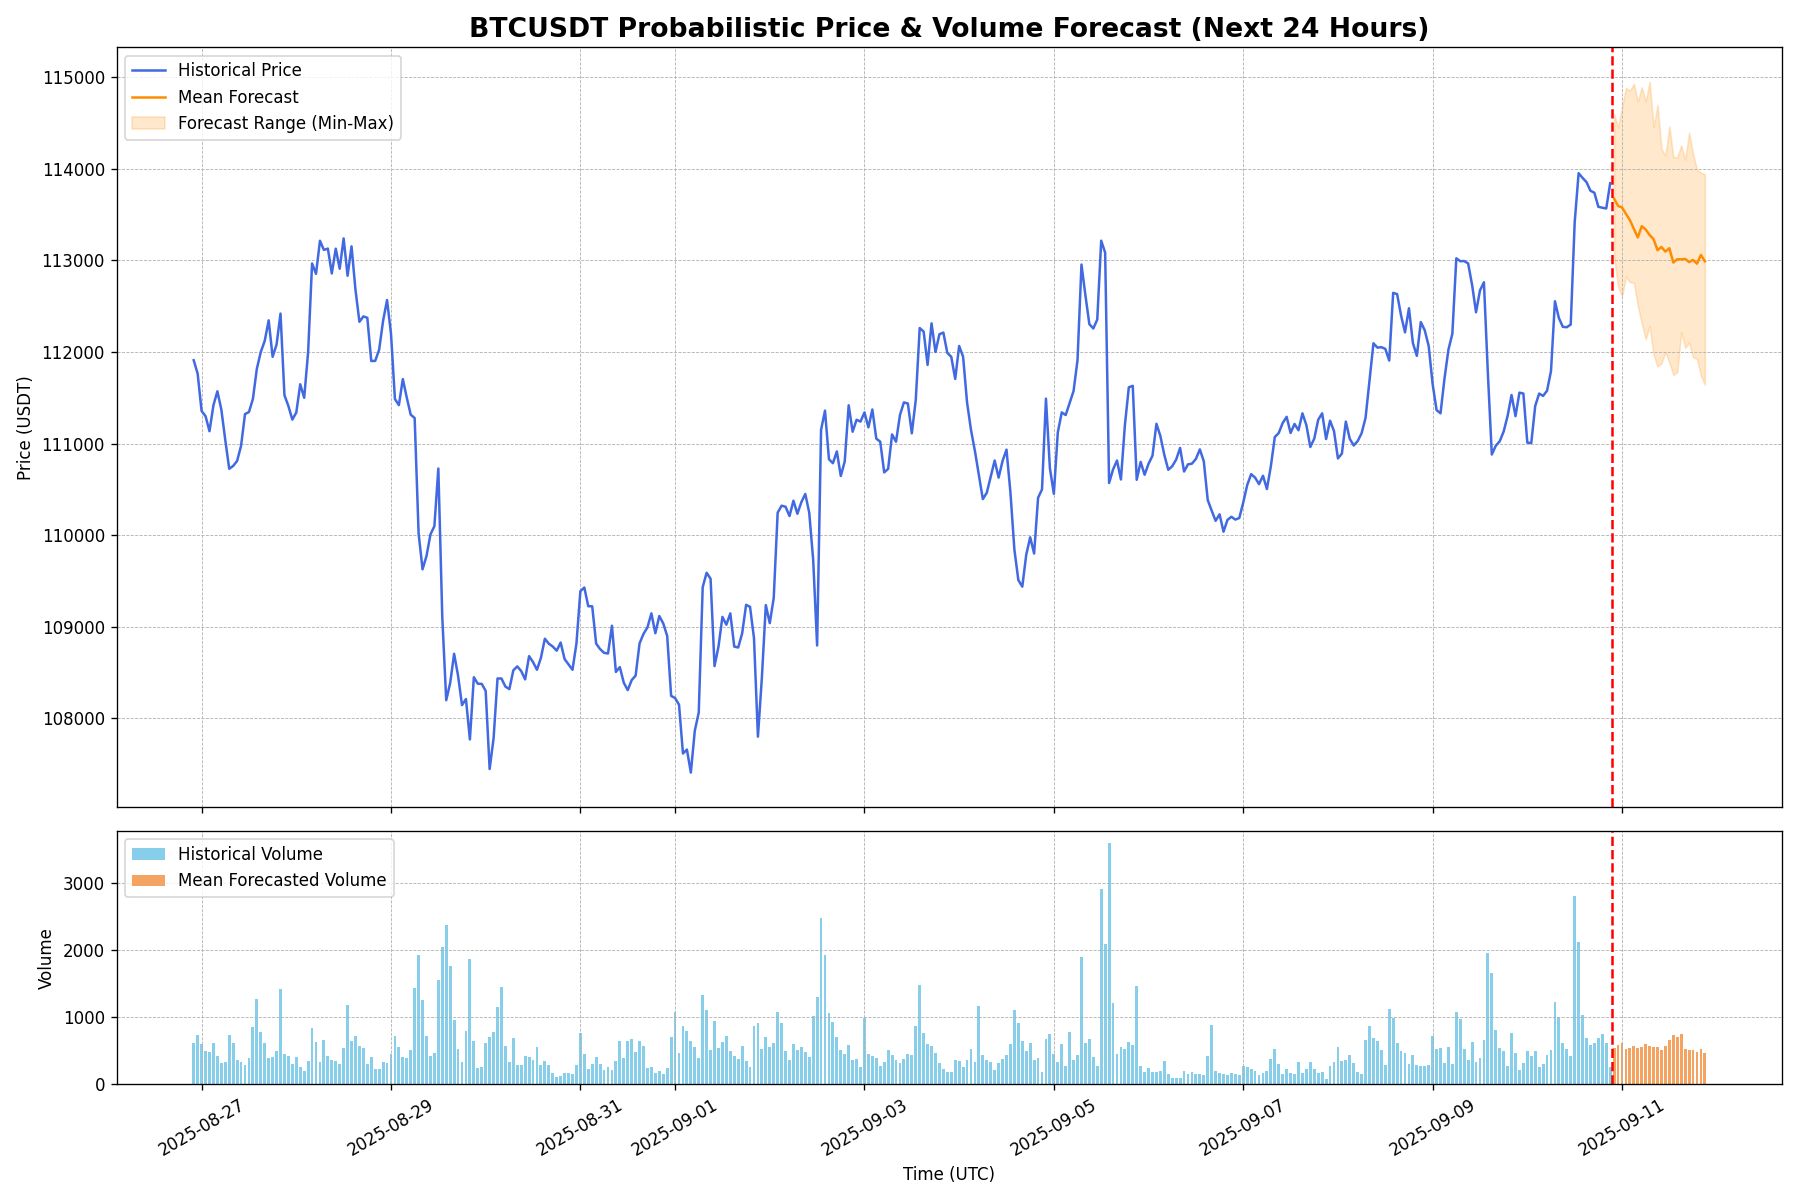 BTCUSDT Probabilistic Price & Volume Forecast (Next 24 Hours)
Historical Price
Mean Forecast
Forecast Range (Min-Max)
115000
114000
113000
112000
111000
110000
109000
108000
Price (USDT)
Historical Volume
Mean Forecasted Volume
3000
2000
1000
0
Volume
2025-08-27
2025-08-29
2025-08-31
2025-09-01
2025-09-03
2025-09-05
2025-09-07
2025-09-09
2025-09-11
Time (UTC)